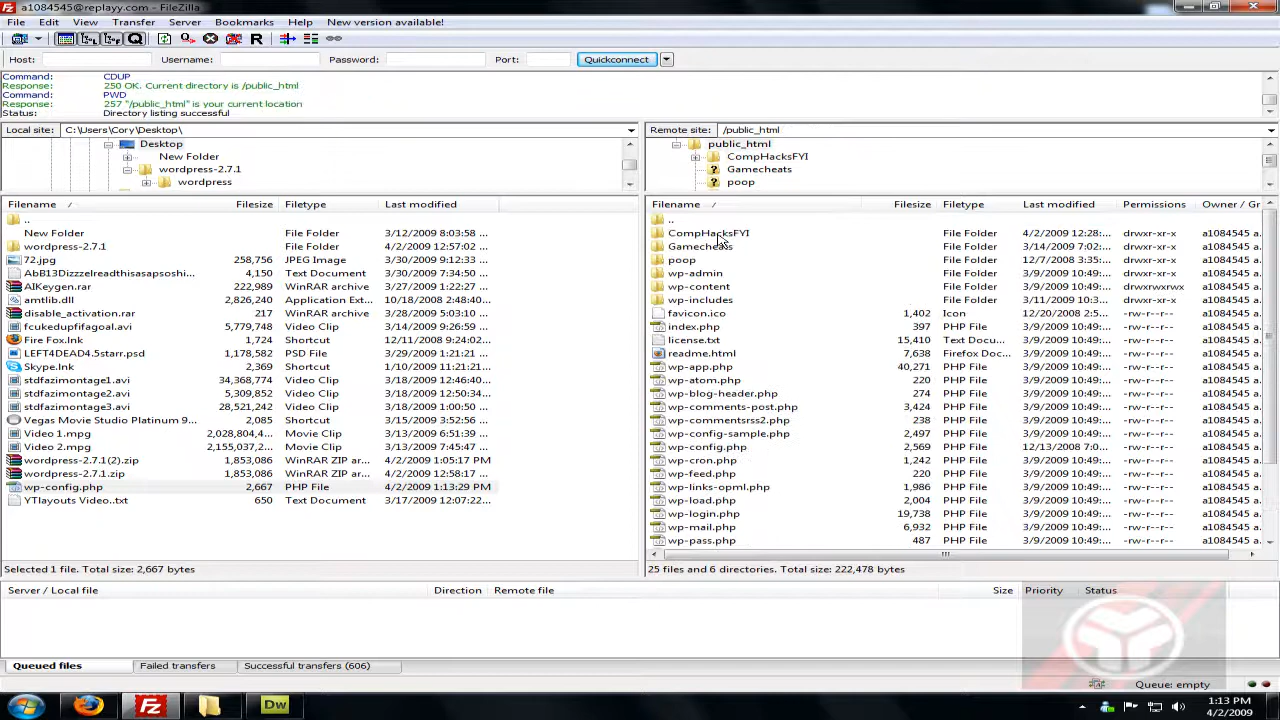 a1084545@replayy.com - FileZilla
File Edit View Transfer Server Bookmarks Help New version available!
Host: Username: Password: Port: Quickconnect
Command: CDUP
Response: 250 OK. Current directory is /public_html
Command: PWD
Response: 257 "/public_html" is your current location
Status: Directory listing successful
Local site: C:\Users\Cory\Desktop\ Remote site: /public_html
Desktop public_html
New Folder CompHacksFYI
wordpress-2.7.1 Gamecheats
wordpress poop
Filename Filesize Filetype Last modified Filename Filesize Filetype Last modified Permissions Owner / Gr
.. ..
New Folder File Folder 3/12/2009 8:03:58 ... CompHacksFYI File Folder 4/2/2009 12:28:... drwxr-xr-x a1084545 a...
wordpress-2.7.1 File Folder 4/2/2009 12:57:02 ... Gamecheats File Folder 3/14/2009 7:02:... drwxr-xr-x a1084545 a...
72.jpg 258,756 JPEG Image 3/30/2009 9:12:33 ... poop File Folder 12/7/2008 3:35:... drwxr-xr-x a1084545 a...
AbB13Dizzzelreadthisasapsoshi... 4,150 Text Document 3/30/2009 7:34:50 ... wp-admin File Folder 3/9/2009 10:49:... drwxr-xr-x a1084545 a...
AIKeygen.rar 222,989 WinRAR archive 3/27/2009 1:22:27 ... wp-content File Folder 3/9/2009 10:49:... drwxrwxrwx a1084545 a...
amtlib.dll 2,826,240 Application Ext... 10/18/2008 2:48:40... wp-includes File Folder 3/11/2009 10:3... drwxr-xr-x a1084545 a...
disable_activation.rar 217 WinRAR archive 3/28/2009 5:03:10 ... favicon.ico 1,402 Icon 12/20/2008 2:2... -rw-r--r-- a1084545 a...
fcukedupfifagoal.avi 5,779,748 Video Clip 3/14/2009 9:26:59 ... index.php 397 PHP File 3/9/2009 10:49:... -rw-r--r-- a1084545 a...
Fire Fox.lnk 1,724 Shortcut 12/11/2008 9:24:23... license.txt 15,410 Text Docu... 3/9/2009 10:49:... -rw-r--r-- a1084545 a...
LEFT4DEAD4.5starr.psd 1,178,582 PSD File 3/29/2009 1:21:21 ... readme.html 7,638 Firefox Doc... 3/9/2009 10:49:... -rw-r--r-- a1084545 a...
Skype.lnk 2,369 Shortcut 1/10/2009 11:21:21... wp-app.php 40,271 PHP File 3/9/2009 10:49:... -rw-r--r-- a1084545 a...
stdfazimontage1.avi 34,368,774 Video Clip 3/18/2009 12:46:40... wp-atom.php 220 PHP File 3/9/2009 10:49:... -rw-r--r-- a1084545 a...
stdfazimontage2.avi 5,309,852 Video Clip 3/18/2009 12:50:34... wp-blog-header.php 274 PHP File 3/9/2009 10:49:... -rw-r--r-- a1084545 a...
stdfazimontage3.avi 28,521,242 Video Clip 3/18/2009 1:00:50 ... wp-comments-post.php 3,424 PHP File 3/9/2009 10:49:... -rw-r--r-- a1084545 a...
Vegas Movie Studio Platinum 9... 2,085 Shortcut 3/15/2009 3:52:56 ... wp-commentsrss2.php 238 PHP File 3/9/2009 10:49:... -rw-r--r-- a1084545 a...
Video 1.mpg 2,028,804,4... Movie Clip 3/13/2009 6:51:39 ... wp-config-sample.php 2,497 PHP File 3/9/2009 10:49:... -rw-r--r-- a1084545 a...
Video 2.mpg 2,155,037,2... Movie Clip 3/13/2009 7:45:47 ... wp-config.php 2,569 PHP File 12/13/2008 7:0... -rw-r--r-- a1084545 a...
wordpress-2.7.1(2).zip 1,853,086 WinRAR ZIP ar... 4/2/2009 1:05:17 PM wp-cron.php 1,242 PHP File 3/9/2009 10:49:... -rw-r--r-- a1084545 a...
wordpress-2.7.1.zip 1,853,086 WinRAR ZIP ar... 4/2/2009 12:58:17 ... wp-feed.php 220 PHP File 3/9/2009 10:49:... -rw-r--r-- a1084545 a...
wp-config.php 2,667 PHP File 4/2/2009 1:13:29 PM wp-links-opml.php 1,986 PHP File 3/9/2009 10:49:... -rw-r--r-- a1084545 a...
YTlayouts Video..txt 650 Text Document 3/17/2009 12:07:22... wp-load.php 2,004 PHP File 3/9/2009 10:49:... -rw-r--r-- a1084545 a...
wp-login.php 19,738 PHP File 3/9/2009 10:49:... -rw-r--r-- a1084545 a...
wp-mail.php 6,932 PHP File 3/9/2009 10:49:... -rw-r--r-- a1084545 a...
wp-pass.php 487 PHP File 3/9/2009 10:49:... -rw-r--r-- a1084545 a...
Selected 1 file. Total size: 2,667 bytes 25 files and 6 directories. Total size: 222,478 bytes
Server / Local file Direction Remote file Size Priority Status
Queued files Failed transfers Successful transfers (606)
Queue: empty
1:13 PM
4/2/2009